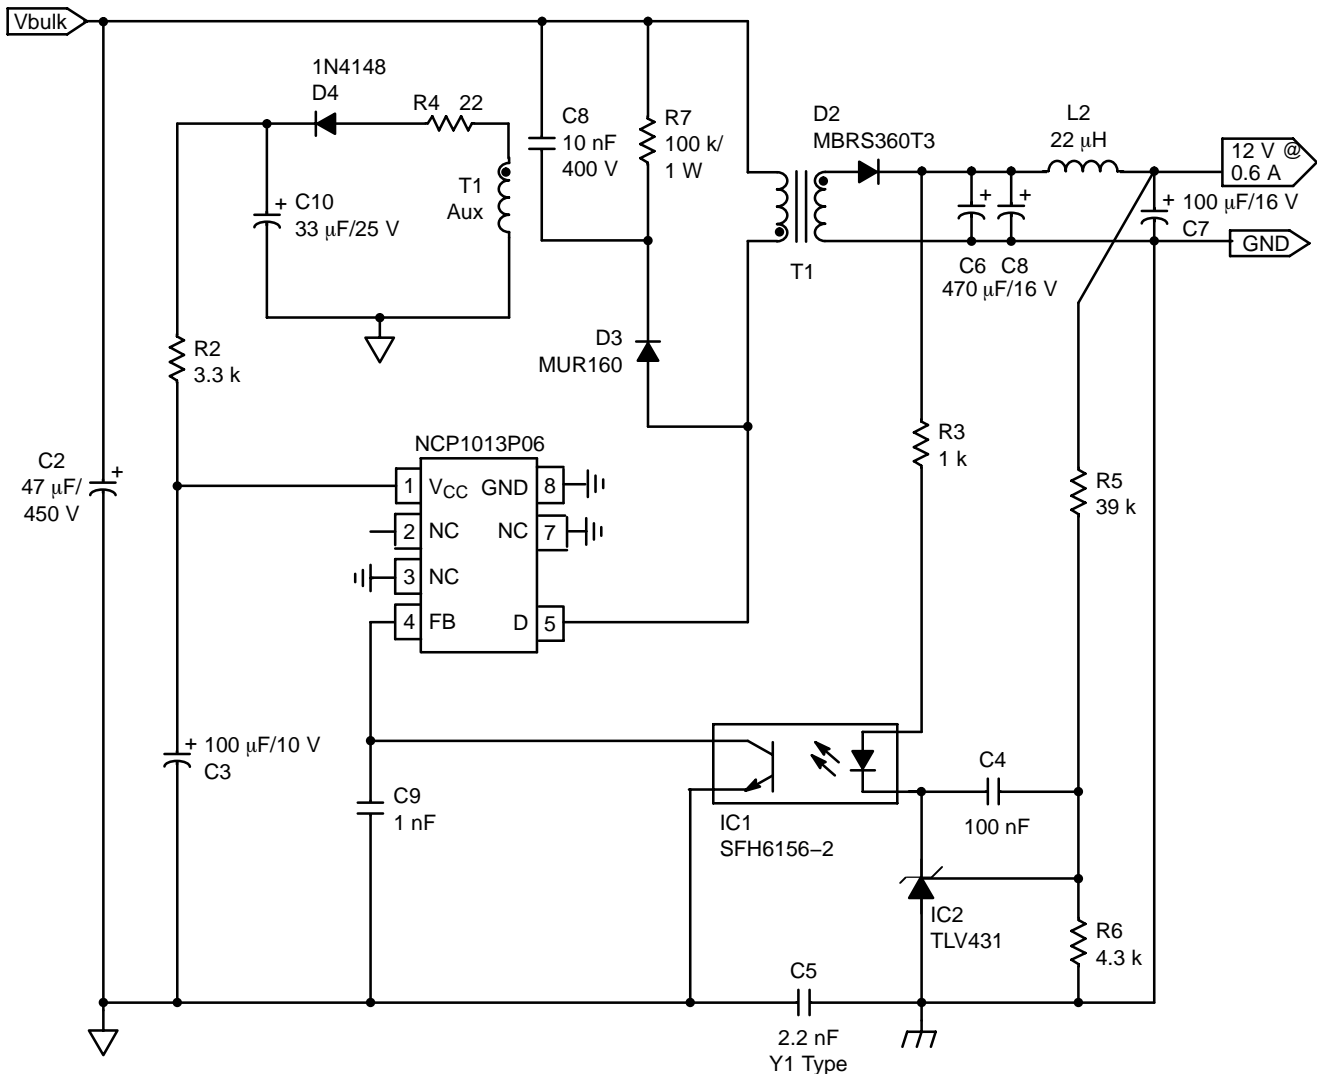 Vbulk
1N4148
D4
R4 22
C8
10 nF
400 V
R7
100 k/
1 W
D2
MBRS360T3
L2
22 μH
12 V @
0.6 A
T1
Aux
+ C10
33 μF/25 V
+
+
+ 100 μF/16 V
C7
GND
T1
C6 C8
470 μF/16 V
R2
3.3 k
D3
MUR160
R3
1 k
NCP1013P06
C2
47 μF/
450 V
+
1 VCC GND 8
2 NC NC 7
3 NC
4 FB D 5
R5
39 k
+ 100 μF/10 V
C3
C9
1 nF
IC1
SFH6156−2
C4
100 nF
IC2
TLV431
R6
4.3 k
C5
2.2 nF
Y1 Type